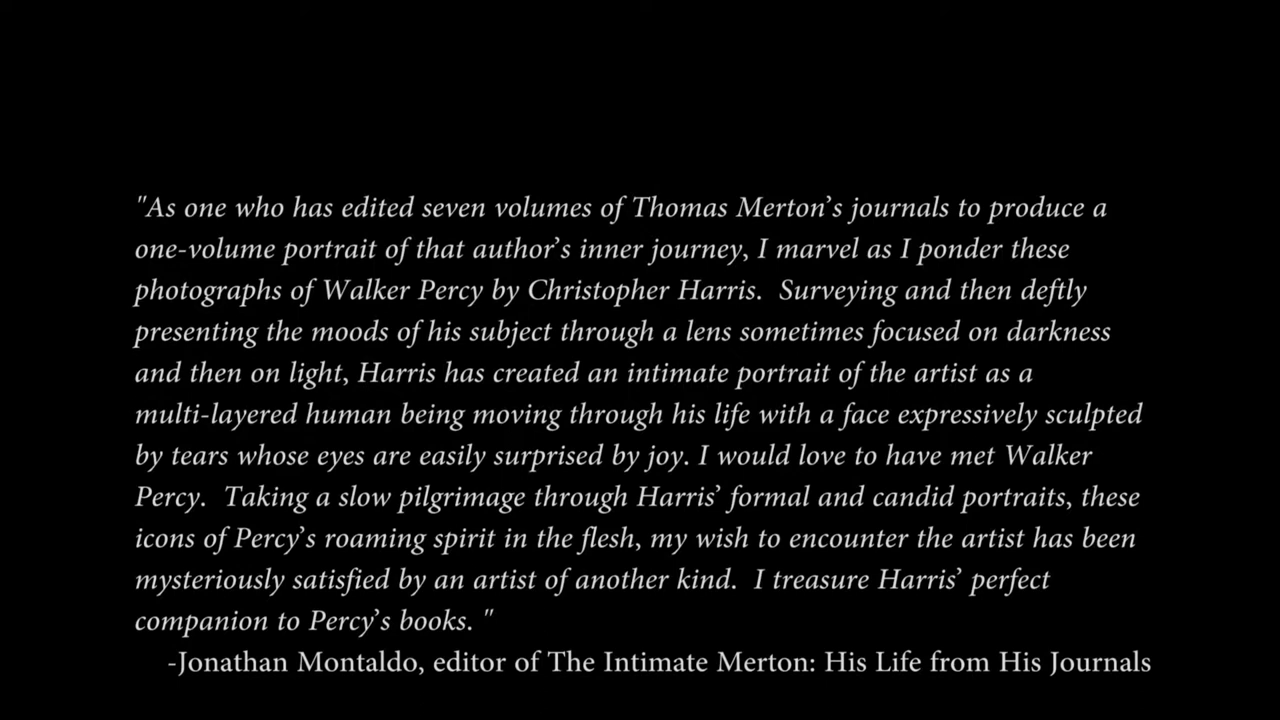 "As one who has edited seven volumes of Thomas Merton's journals to produce a
one-volume portrait of that author's inner journey, I marvel as I ponder these
photographs of Walker Percy by Christopher Harris.  Surveying and then deftly
presenting the moods of his subject through a lens sometimes focused on darkness
and then on light, Harris has created an intimate portrait of the artist as a
multi-layered human being moving through his life with a face expressively sculpted
by tears whose eyes are easily surprised by joy. I would love to have met Walker
Percy.  Taking a slow pilgrimage through Harris' formal and candid portraits, these
icons of Percy's roaming spirit in the flesh, my wish to encounter the artist has been
mysteriously satisfied by an artist of another kind.  I treasure Harris' perfect
companion to Percy's books. "
-Jonathan Montaldo, editor of The Intimate Merton: His Life from His Journals